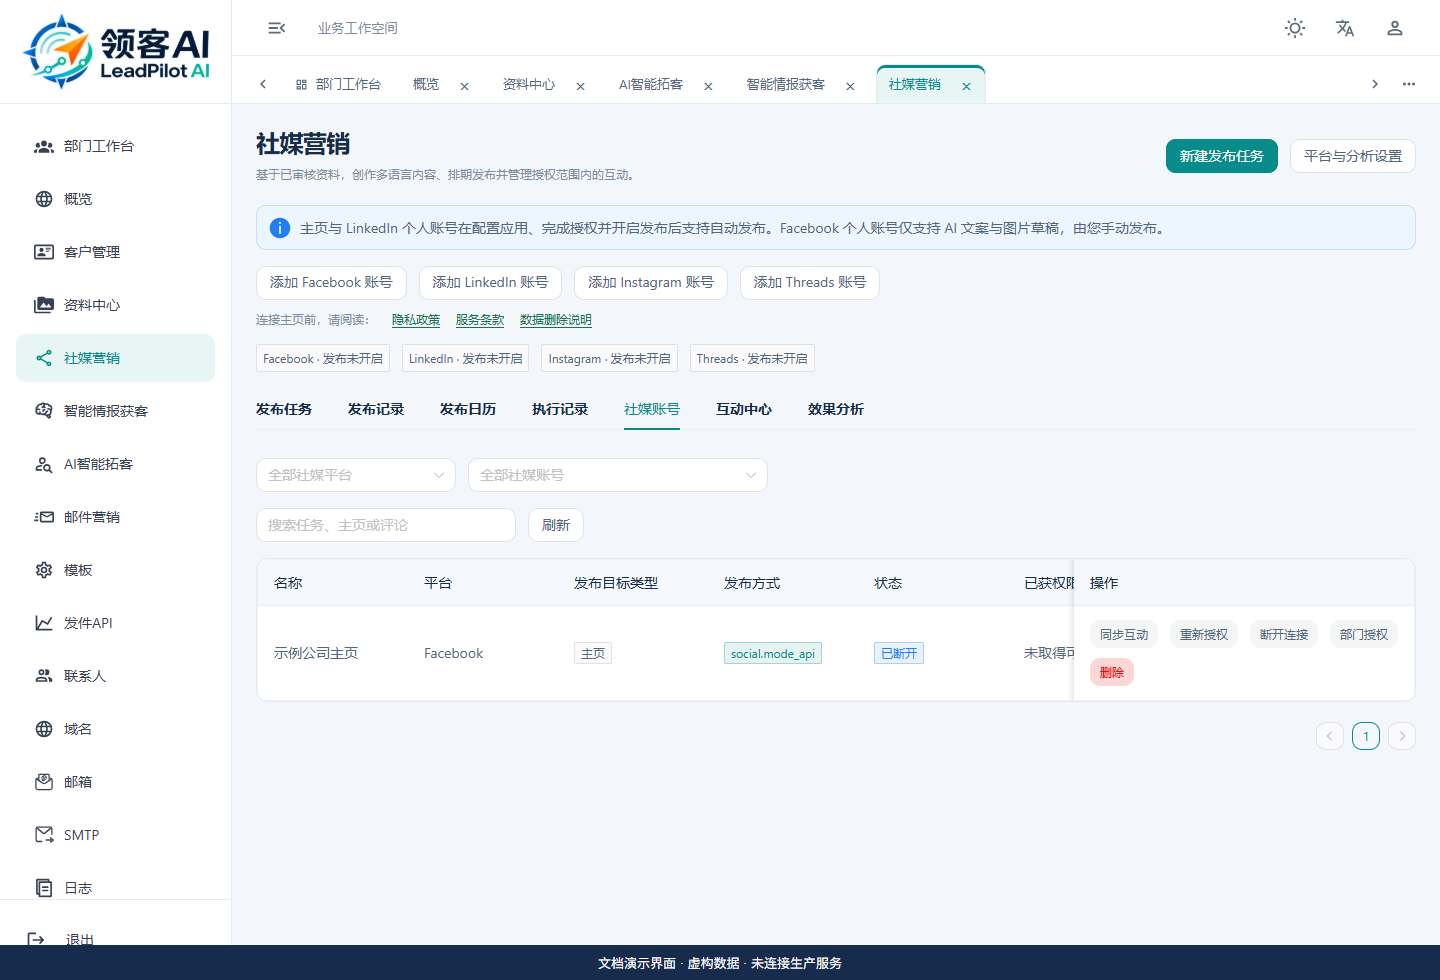 领客AI
LeadPilot AI
业务工作空间
部门工作台
概览
资料中心
AI智能拓客
智能情报获客
社媒营销
部门工作台
概览
客户管理
资料中心
社媒营销
智能情报获客
AI智能拓客
邮件营销
模板
发件API
联系人
域名
邮箱
SMTP
日志
退出
社媒营销
基于已审核资料，创作多语言内容、排期发布并管理授权范围内的互动。
新建发布任务
平台与分析设置
主页与 LinkedIn 个人账号在配置应用、完成授权并开启发布后支持自动发布。Facebook 个人账号仅支持 AI 文案与图片草稿，由您手动发布。
添加 Facebook 账号
添加 LinkedIn 账号
添加 Instagram 账号
添加 Threads 账号
连接主页前，请阅读： 隐私政策 服务条款 数据删除说明
Facebook · 发布未开启
LinkedIn · 发布未开启
Instagram · 发布未开启
Threads · 发布未开启
发布任务 发布记录 发布日历 执行记录 社媒账号 互动中心 效果分析
全部社媒平台
全部社媒账号
搜索任务、主页或评论
刷新
名称 平台 发布目标类型 发布方式 状态 已获权限 操作
示例公司主页 Facebook 主页 social.mode_api 已断开 未取得可
同步互动 重新授权 断开连接 部门授权
删除
1
文档演示界面 · 虚构数据 · 未连接生产服务